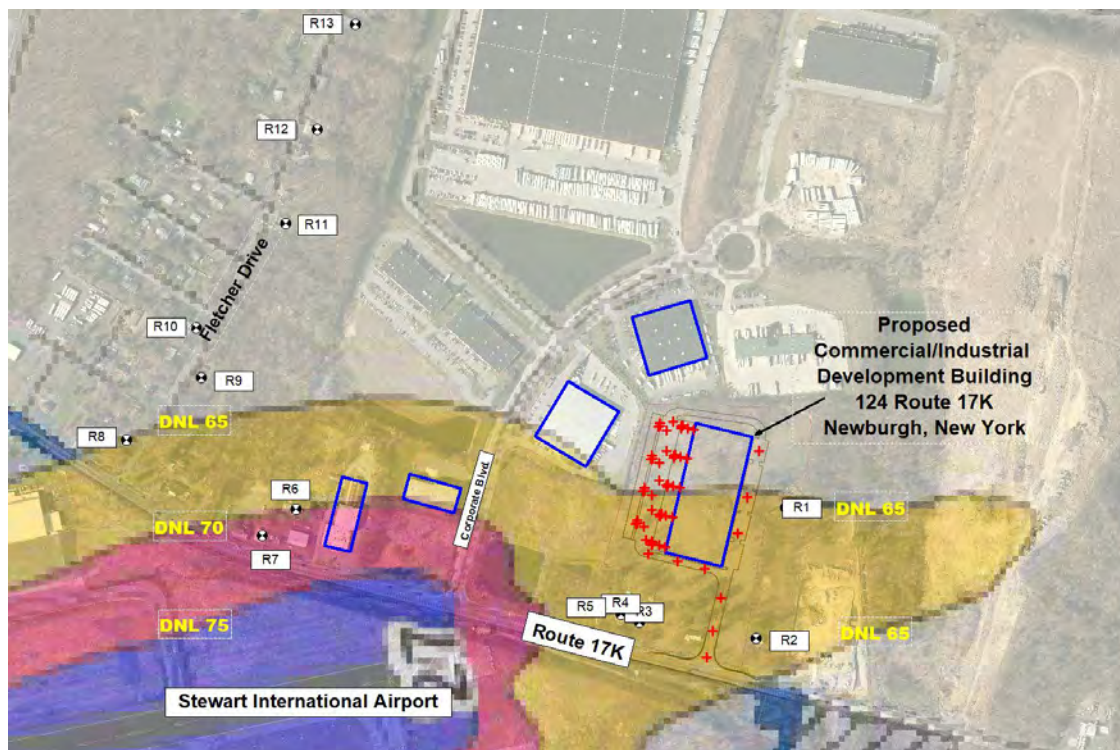 R13
R12
R11
Fletcher Drive
R10
R9
Proposed
Commercial/Industrial
Development Building
124 Route 17K
Newburgh, New York
DNL 65
R8
Corporate Blvd.
R6
R1
DNL 65
DNL 70
R7
R5
R4
R3
DNL 75
DNL 65
R2
Route 17K
Stewart International Airport